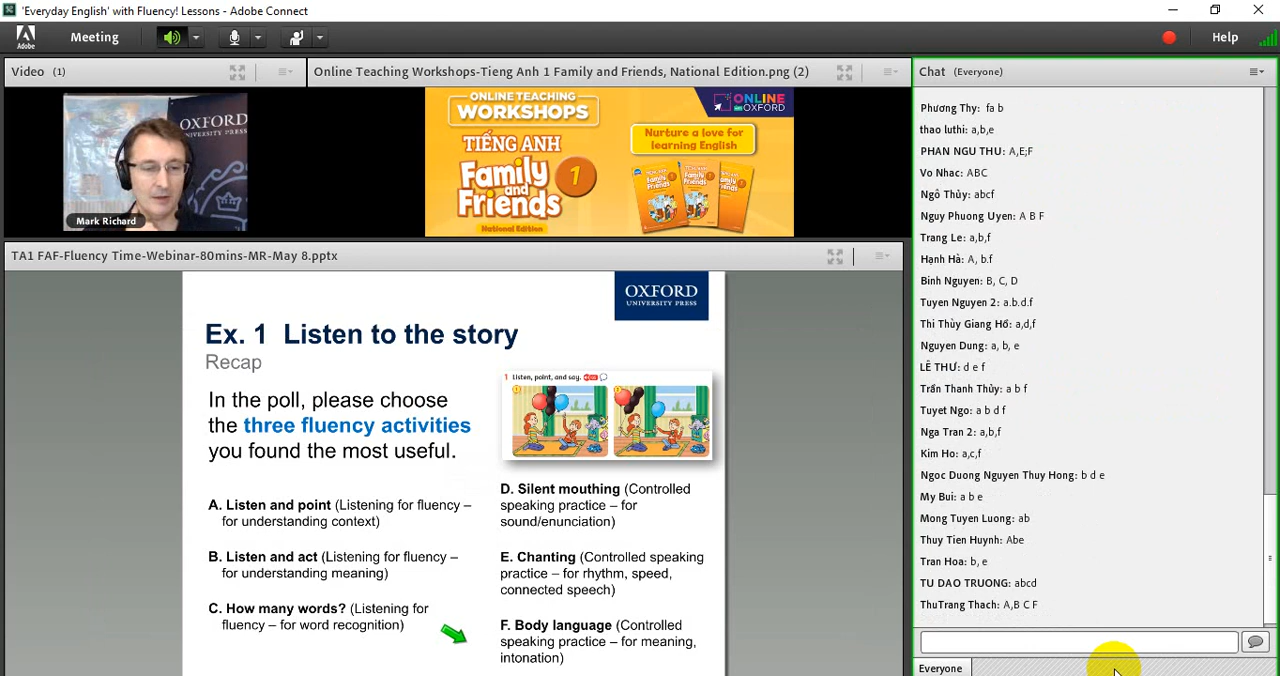 'Everyday English' with Fluency! Lessons - Adobe Connect
Adobe
Meeting
Help
Video (1)
OXFORD
UNIVERSITY PRESS
Mark Richard
Online Teaching Workshops-Tieng Anh 1 Family and Friends, National Edition.png (2)
ONLINE TEACHING
WORKSHOPS
TIẾNG ANH
Family
and
Friends
1
National Edition
ONLINE
OXFORD
Nurture a love for
learning English
TA1 FAF-Fluency Time-Webinar-80mins-MR-May 8.pptx
OXFORD
UNIVERSITY PRESS
Ex. 1 Listen to the story
Recap
In the poll, please choose
the three fluency activities
you found the most useful.
1 Listen, point, and say.
A. Listen and point (Listening for fluency –
for understanding context)
B. Listen and act (Listening for fluency –
for understanding meaning)
C. How many words? (Listening for
fluency – for word recognition)
D. Silent mouthing (Controlled
speaking practice – for
sound/enunciation)
E. Chanting (Controlled speaking
practice – for rhythm, speed,
connected speech)
F. Body language (Controlled
speaking practice – for meaning,
intonation)
Chat (Everyone)
Phương Thy: fa b
thao luthi: a,b,e
PHAN NGU THU: A,E;F
Vo Nhac: ABC
Ngô Thủy: abcf
Nguy Phuong Uyen: A B F
Trang Le: a,b,f
Hạnh Hà: A, b.f
Binh Nguyen: B, C, D
Tuyen Nguyen 2: a.b.d.f
Thi Thùy Giang Hồ: a,d,f
Nguyen Dung: a, b, e
LÊ THƯ: d e f
Trần Thanh Thủy: a b f
Tuyet Ngo: a b d f
Nga Tran 2: a,b,f
Kim Ho: a,c,f
Ngoc Duong Nguyen Thuy Hong: b d e
My Bui: a b e
Mong Tuyen Luong: ab
Thuy Tien Huynh: Abe
Tran Hoa: b, e
TU DAO TRUONG: abcd
ThuTrang Thach: A,B C F
Everyone